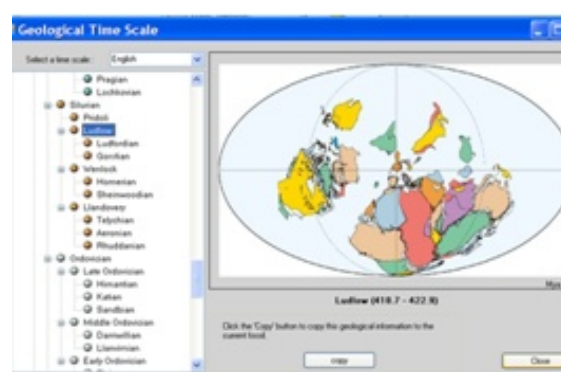 Geological Time Scale
Select a time scale: English
Pragian
Lochkovian
Silurian
Pridoli
Ludlow
Ludfordian
Gorstian
Wenlock
Homerian
Sheinwoodian
Llandovery
Telychian
Aeronian
Rhuddanian
Ordovician
Late Ordovician
Hirnantian
Katian
Sandbian
Middle Ordovician
Darriwilian
Llanvirnian
Early Ordovician
Ludlow (418.7 - 422.9)
Click the 'Copy' button to copy this geological information to the
current fossil.
copy
Close